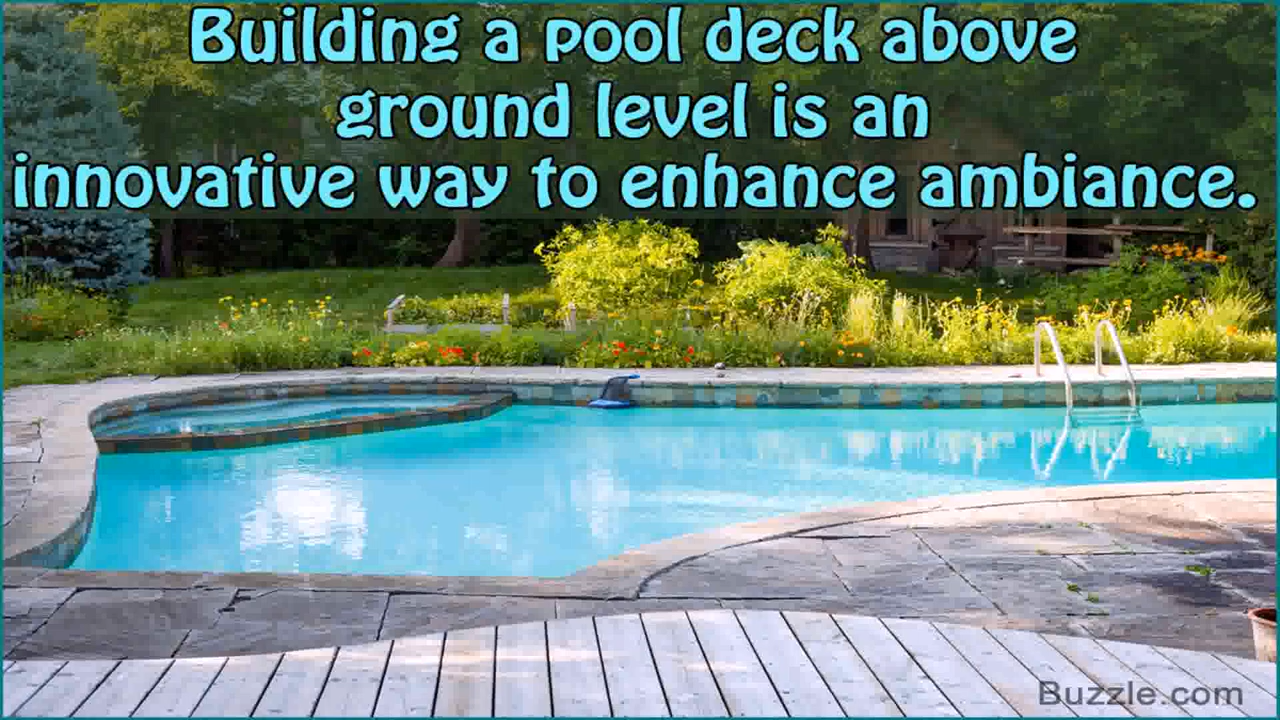 Building a pool deck above
ground level is an
innovative way to enhance ambiance.
Buzzle.com